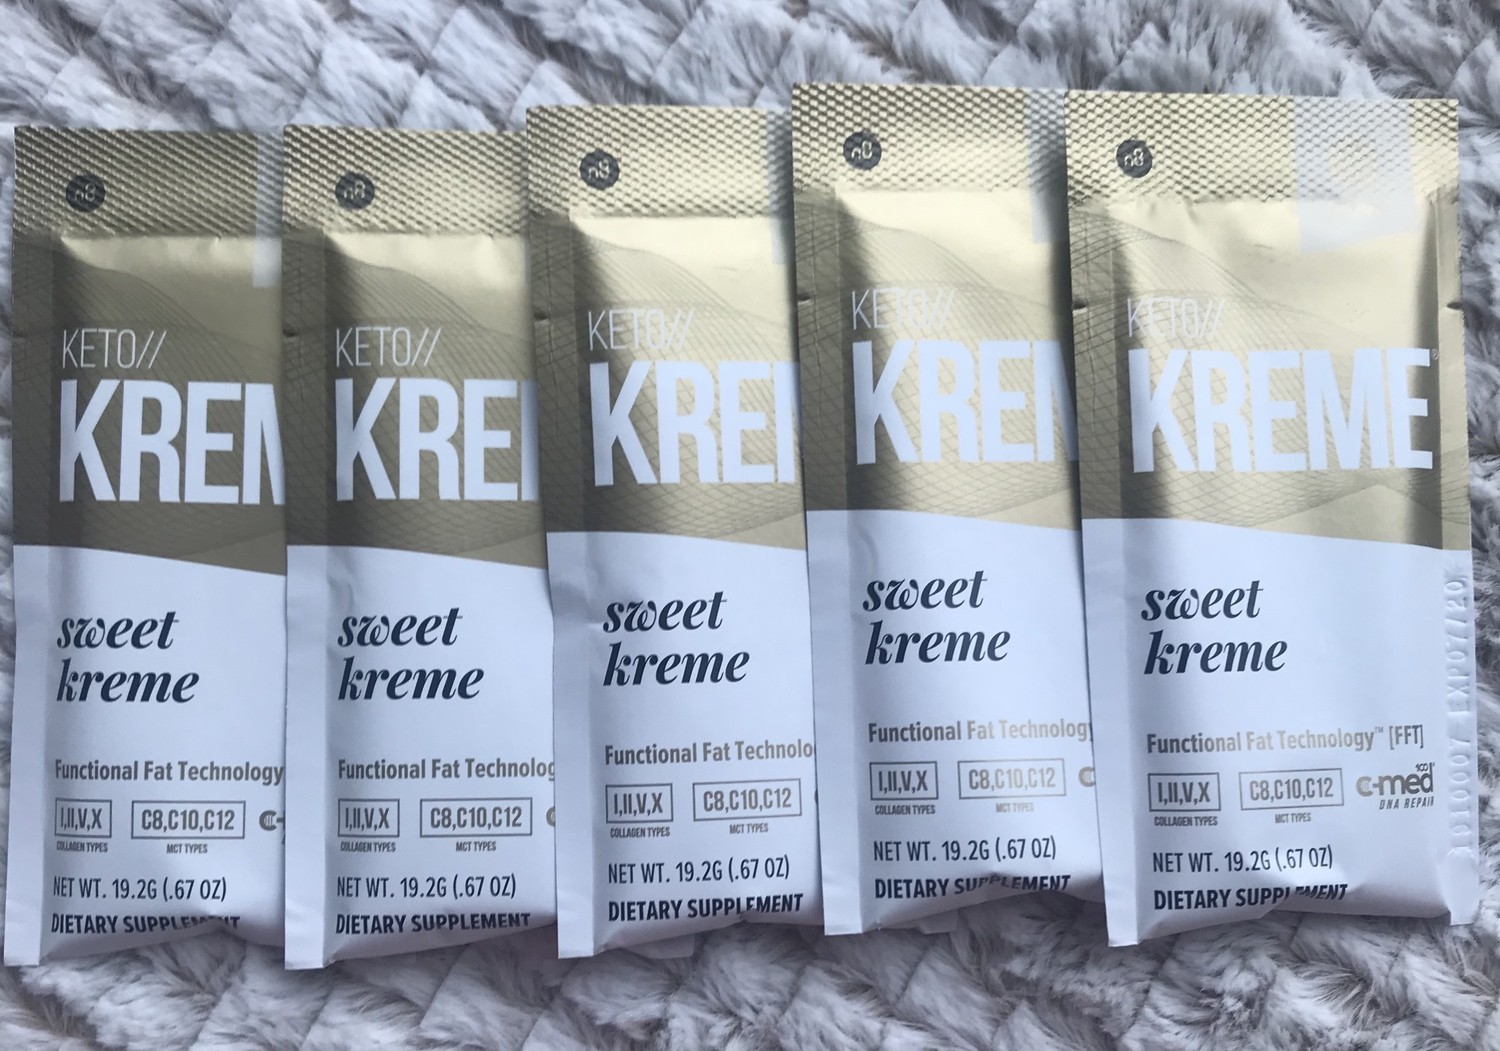 n8
KETO//
KREM
sweet
kreme
Functional Fat Technology
I,II,V,X
COLLAGEN TYPES
C8,C10,C12
MCT TYPES
NET WT. 19.2G (.67 OZ)
DIETARY SUPPLEMENT
n8
KETO//
KRE
sweet
kreme
Functional Fat Technolog
I,II,V,X
COLLAGEN TYPES
C8,C10,C12
MCT TYPES
NET WT. 19.2G (.67 OZ)
DIETARY SUPPLEMENT
n8
KETO//
KREM
sweet
kreme
Functional Fat Technolo
I,II,V,X
COLLAGEN TYPES
C8,C10,C12
MCT TYPES
NET WT. 19.2G (.67 OZ)
DIETARY SUPPLEMENT
n8
KETO//
KREM
sweet
kreme
Functional Fat Technology
I,II,V,X
COLLAGEN TYPES
C8,C10,C12
MCT TYPES
NET WT. 19.2G (.67 OZ)
DIETARY SUPPLEMENT
n8
KETO//
KREME®
sweet
kreme
Functional Fat Technology™ [FFT]
I,II,V,X
COLLAGEN TYPES
C8,C10,C12
MCT TYPES
c-med 100®
DNA REPAIR
NET WT. 19.2G (.67 OZ)
DIETARY SUPPLEMENT
EXP07/20